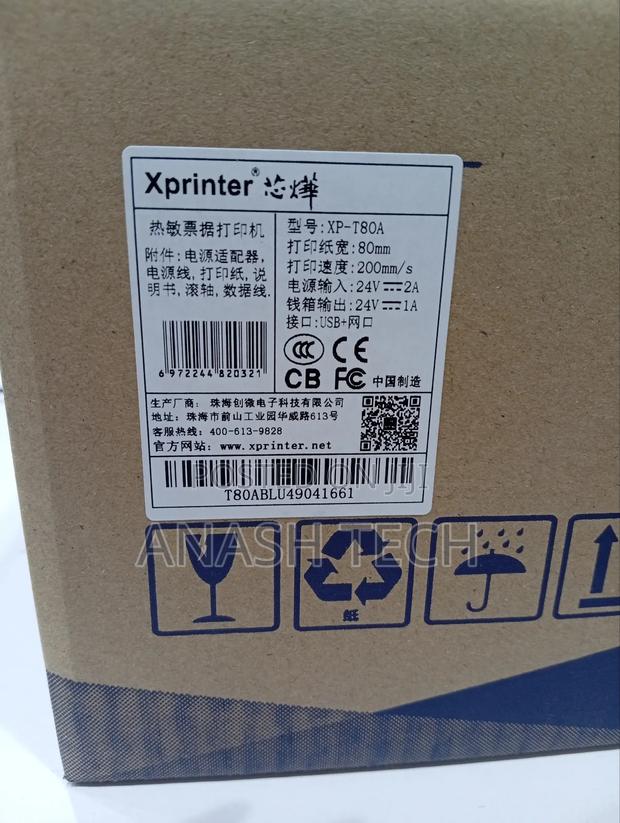 Xprinter® 芯烨
热敏票据打印机
附件:电源适配器,
电源线,打印纸,说
明书,滚轴,数据线.
型号:XP-T80A
打印纸宽:80mm
打印速度:200mm/s
电源输入:24V⎓2A
钱箱输出:24V⎓1A
接口:USB+网口
6 972244 820321
CCC CE
CB FC 中国制造
生产厂商: 珠海创微电子科技有限公司
地址: 珠海市前山工业园华威路613号
客服热线: 400-613-9828
官方网站: www.xprinter.net
POSTED ON JIJI
T80ABLU49041661
ANASH TECH
纸